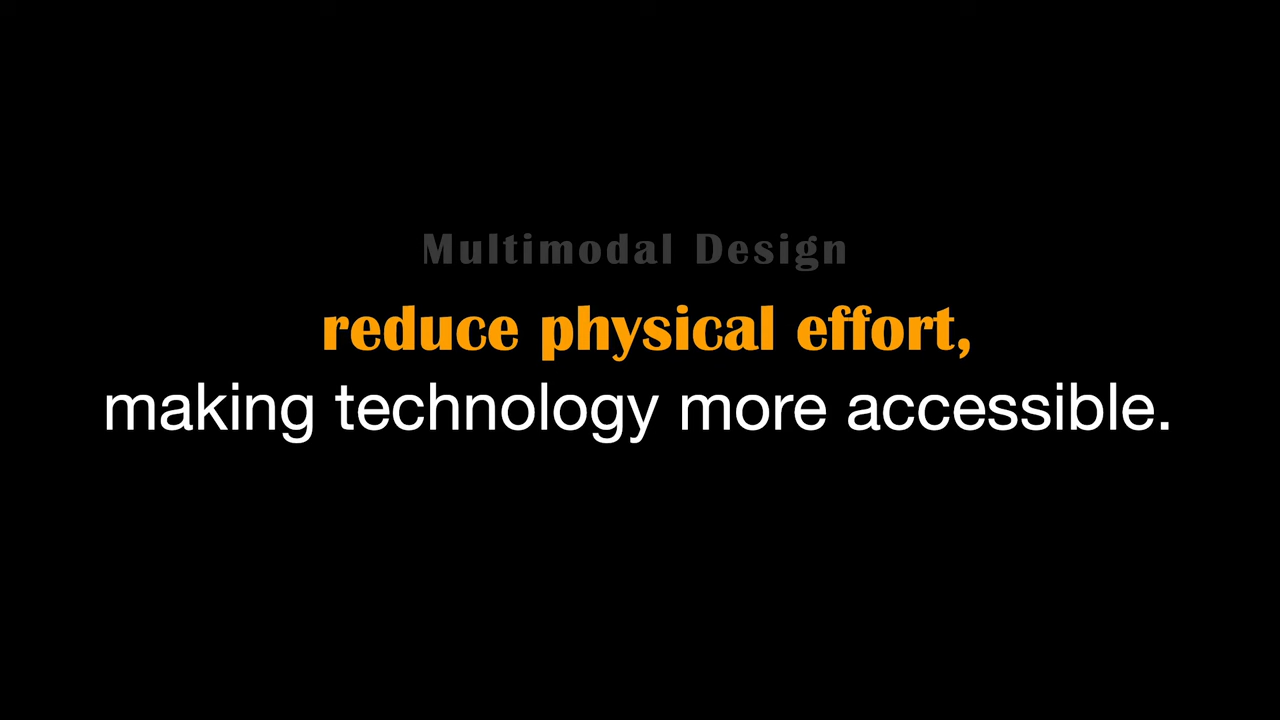 Multimodal Design
reduce physical effort,
making technology more accessible.